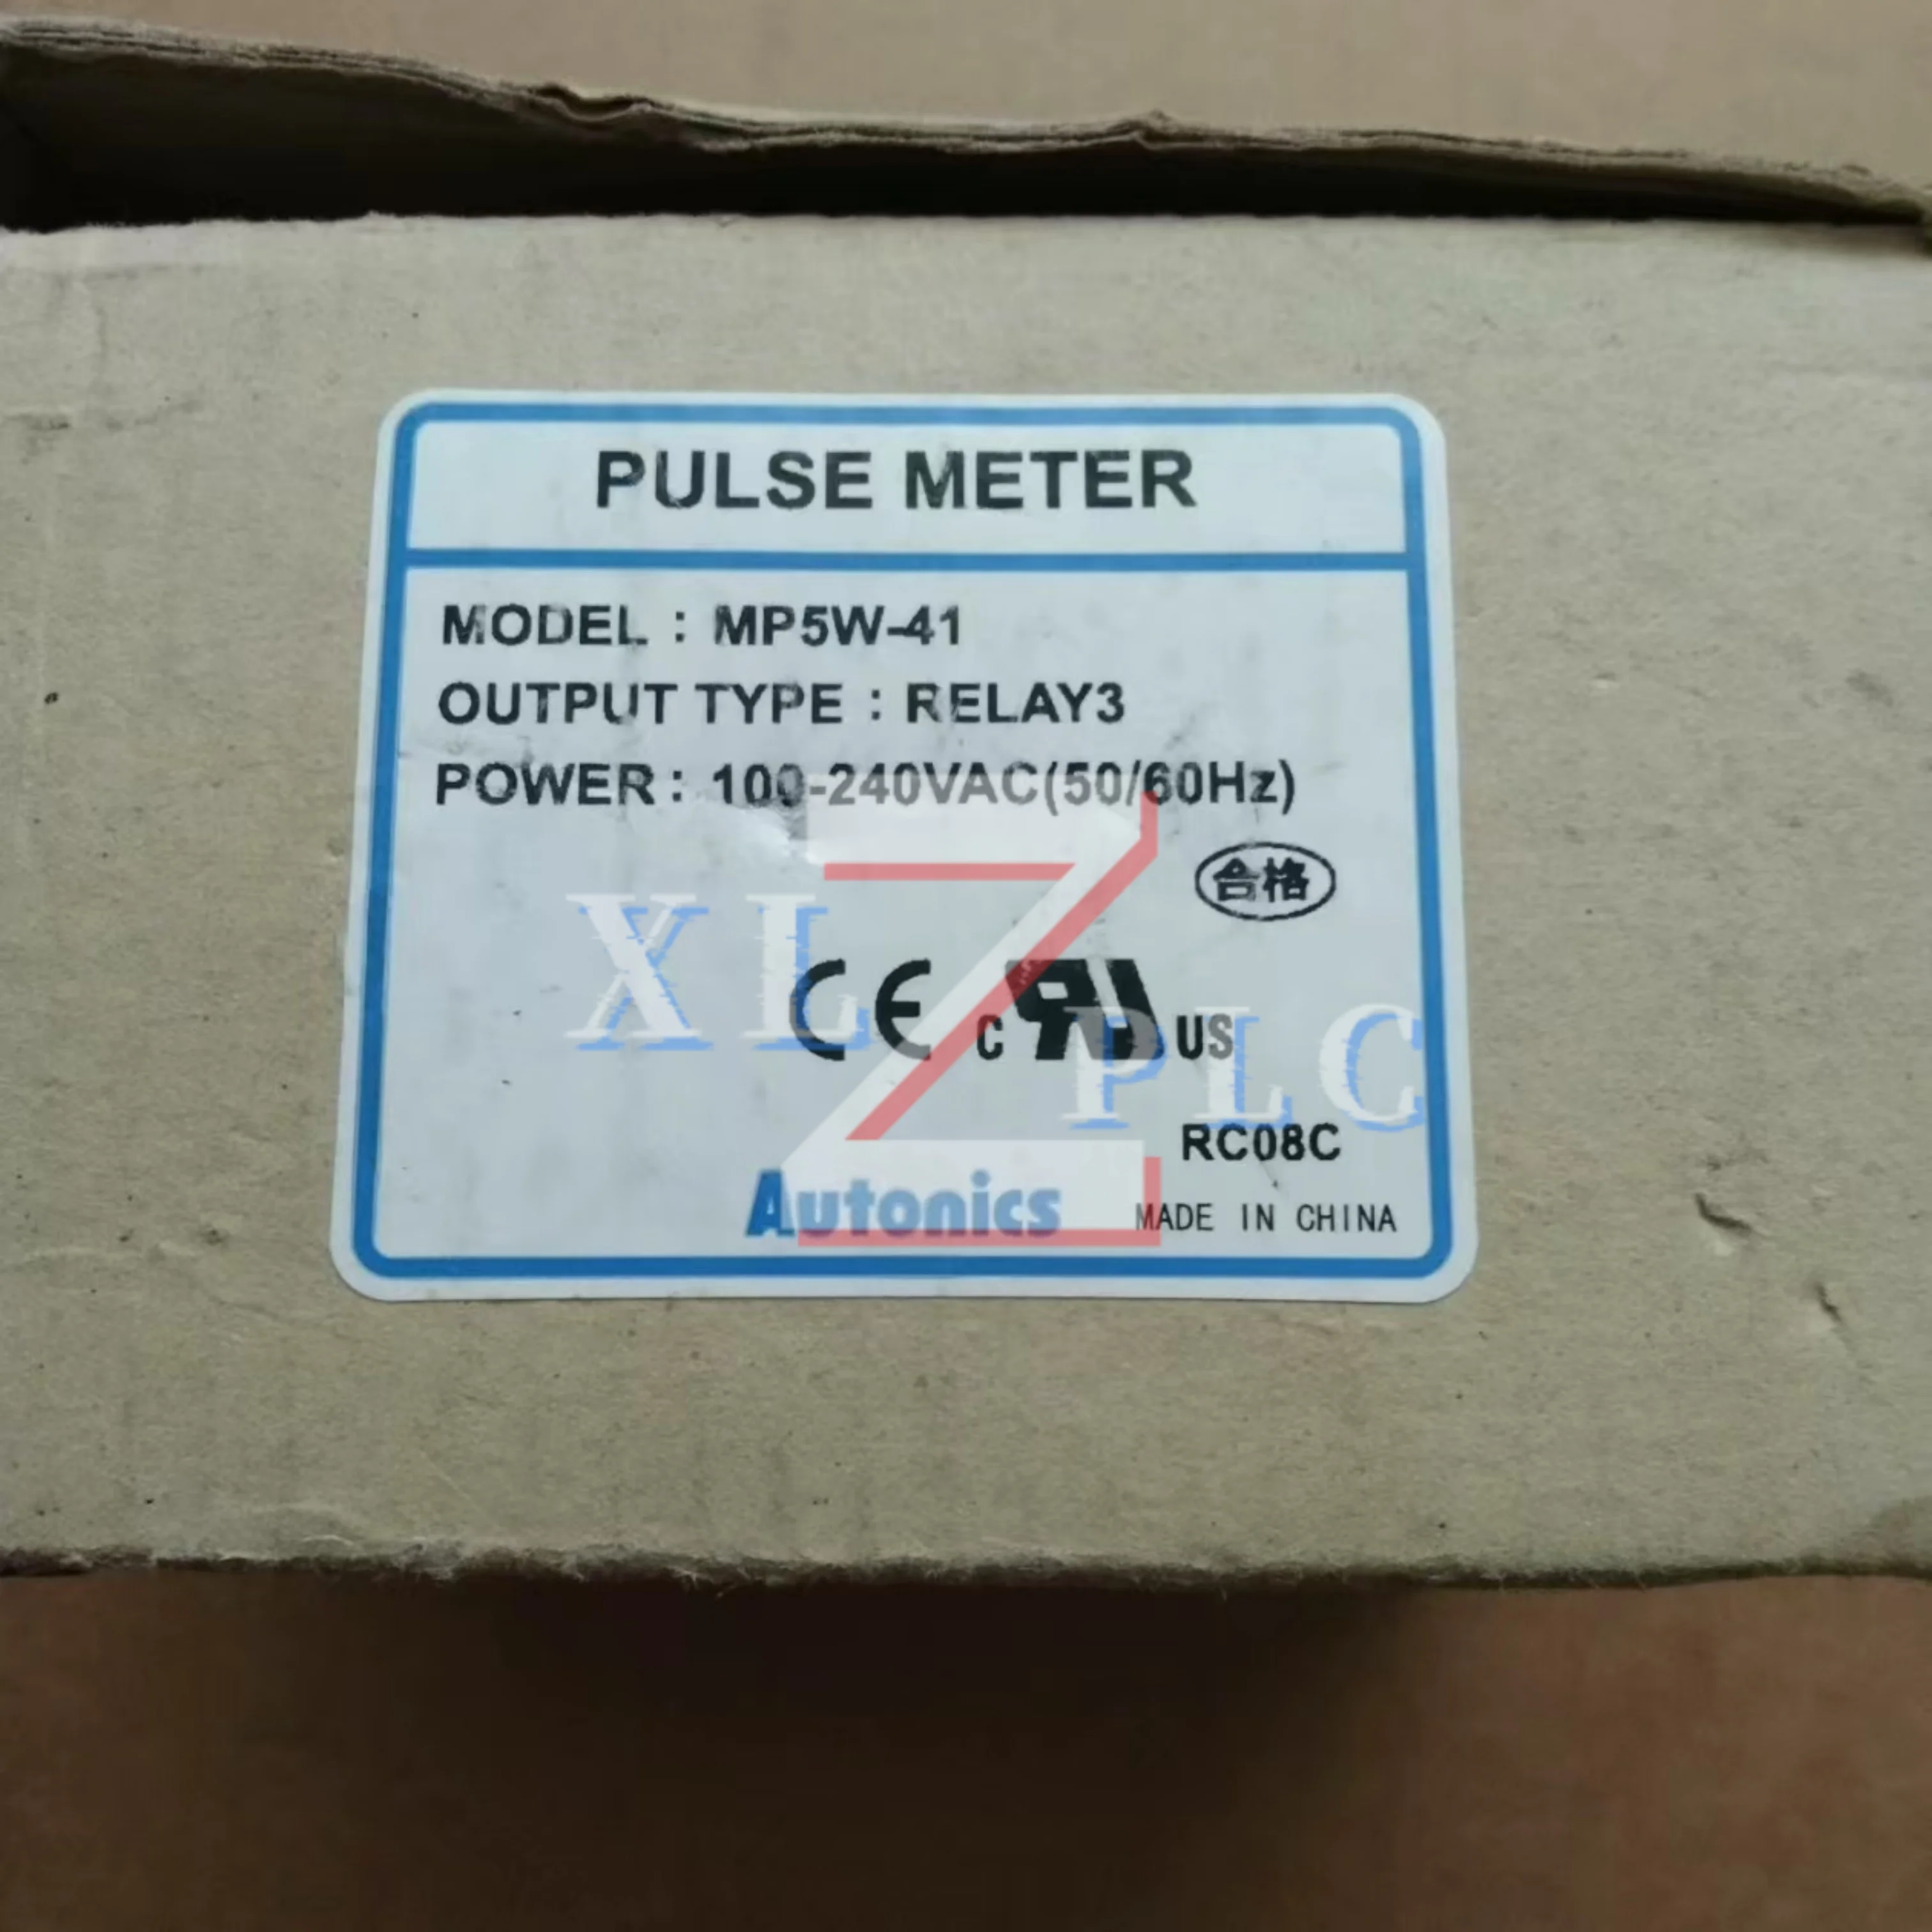 PULSE METER
MODEL : MP5W-41
OUTPUT TYPE : RELAY3
POWER : 100-240VAC(50/60Hz)
合格
XL Z PLC
CE C UR US
RC08C
Autonics
MADE IN CHINA